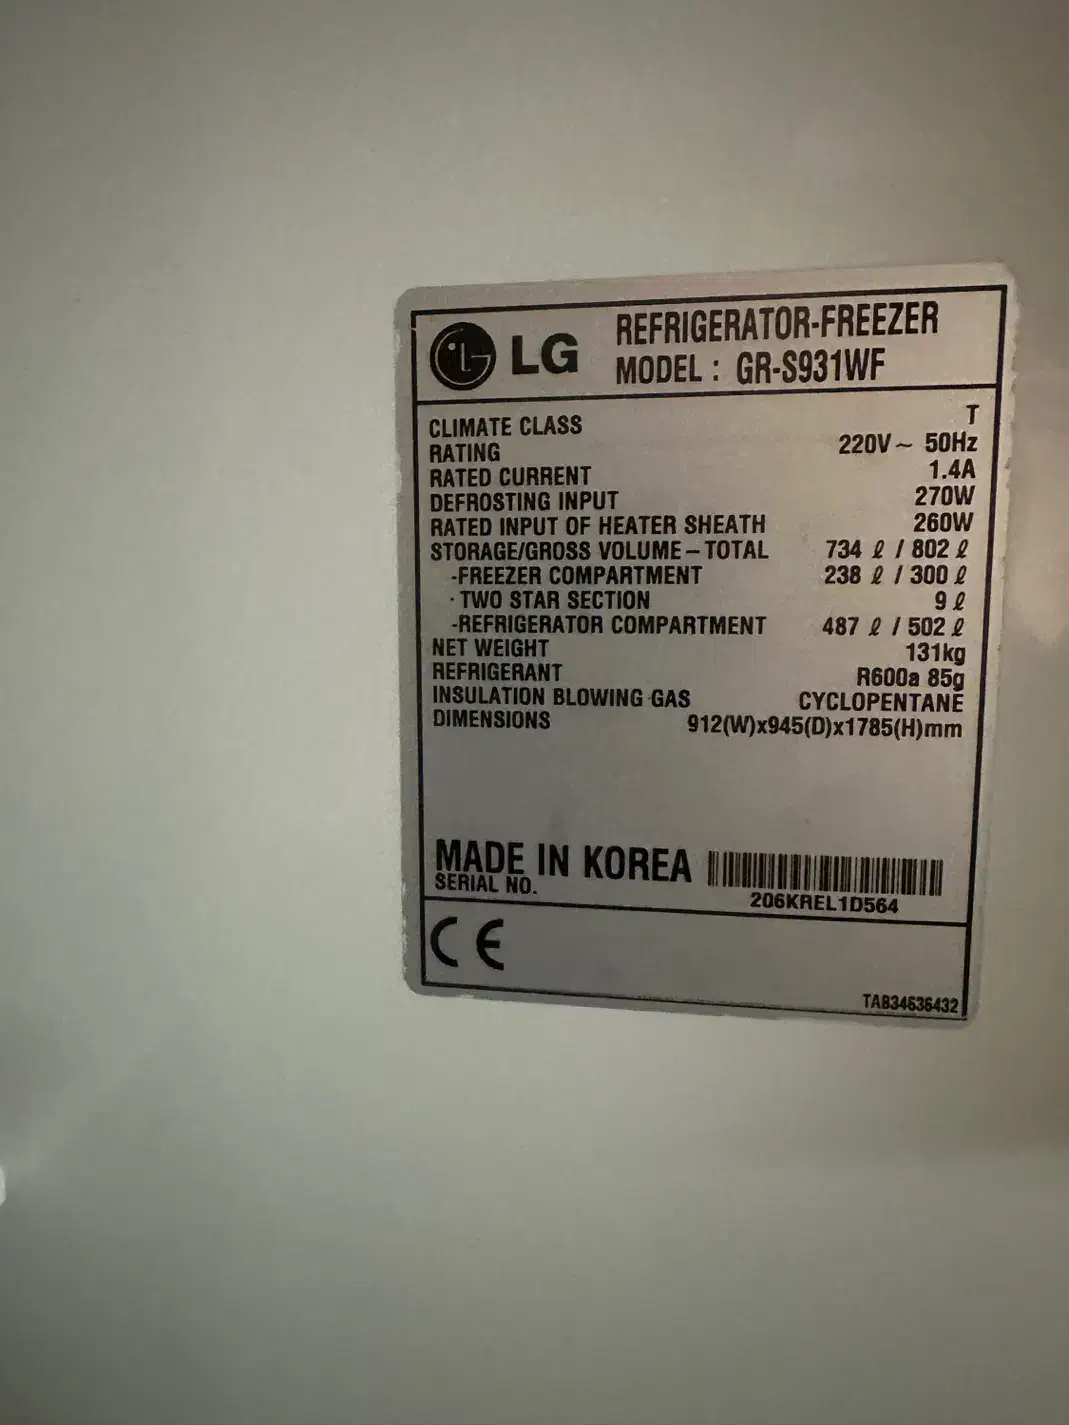 LG
REFRIGERATOR-FREEZER
MODEL : GR-S931WF
CLIMATE CLASS T
RATING 220V ~ 50Hz
RATED CURRENT 1.4A
DEFROSTING INPUT 270W
RATED INPUT OF HEATER SHEATH 260W
STORAGE/GROSS VOLUME – TOTAL 734 ℓ / 802 ℓ
-FREEZER COMPARTMENT 238 ℓ / 300 ℓ
· TWO STAR SECTION 9 ℓ
-REFRIGERATOR COMPARTMENT 487 ℓ / 502 ℓ
NET WEIGHT 131kg
REFRIGERANT R600a 85g
INSULATION BLOWING GAS CYCLOPENTANE
DIMENSIONS 912(W)x945(D)x1785(H)mm
MADE IN KOREA
SERIAL NO. 206KREL1D564
CE
TAB34636432